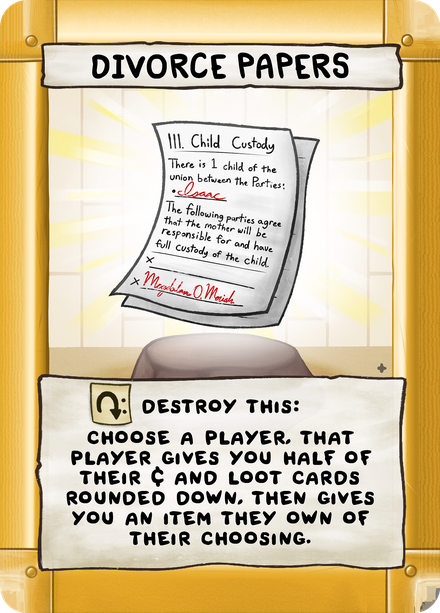 DIVORCE PAPERS
III. Child Custody
There is 1 child of the
union between the Parties:
• Isaac
The following parties agree
that the mother will be
responsible for and have
full custody of the child.
x
x Magdalene O. Moriah
: DESTROY THIS:
CHOOSE A PLAYER. THAT
PLAYER GIVES YOU HALF OF
THEIR ¢ AND LOOT CARDS
ROUNDED DOWN, THEN GIVES
YOU AN ITEM THEY OWN OF
THEIR CHOOSING.